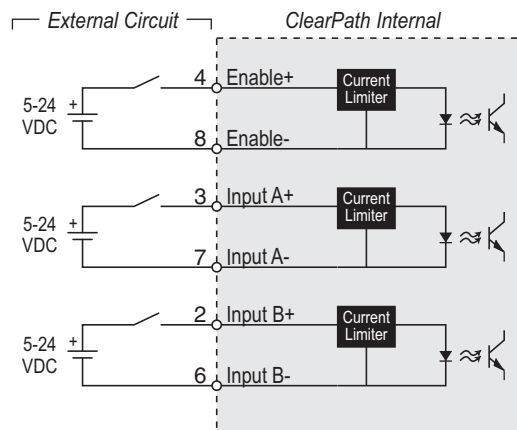 External Circuit
ClearPath Internal
4 Enable+
Current
Limiter
5-24
VDC
+
8 Enable-
3 Input A+
Current
Limiter
5-24
VDC
+
7 Input A-
2 Input B+
Current
Limiter
5-24
VDC
+
6 Input B-